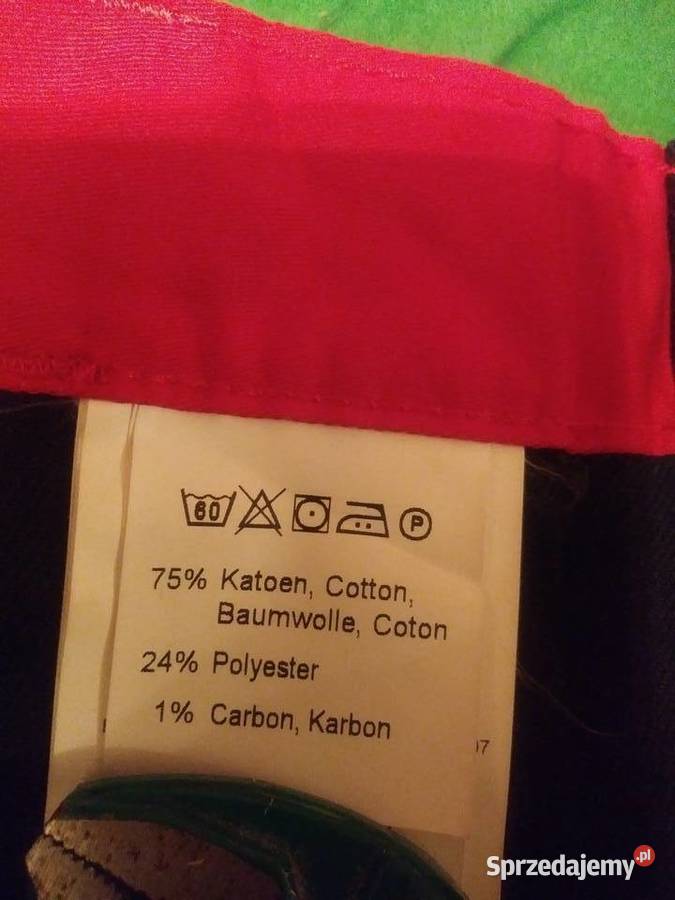 60
P
75% Katoen, Cotton,
Baumwolle, Coton
24% Polyester
1% Carbon, Karbon
Sprzedajemy.pl